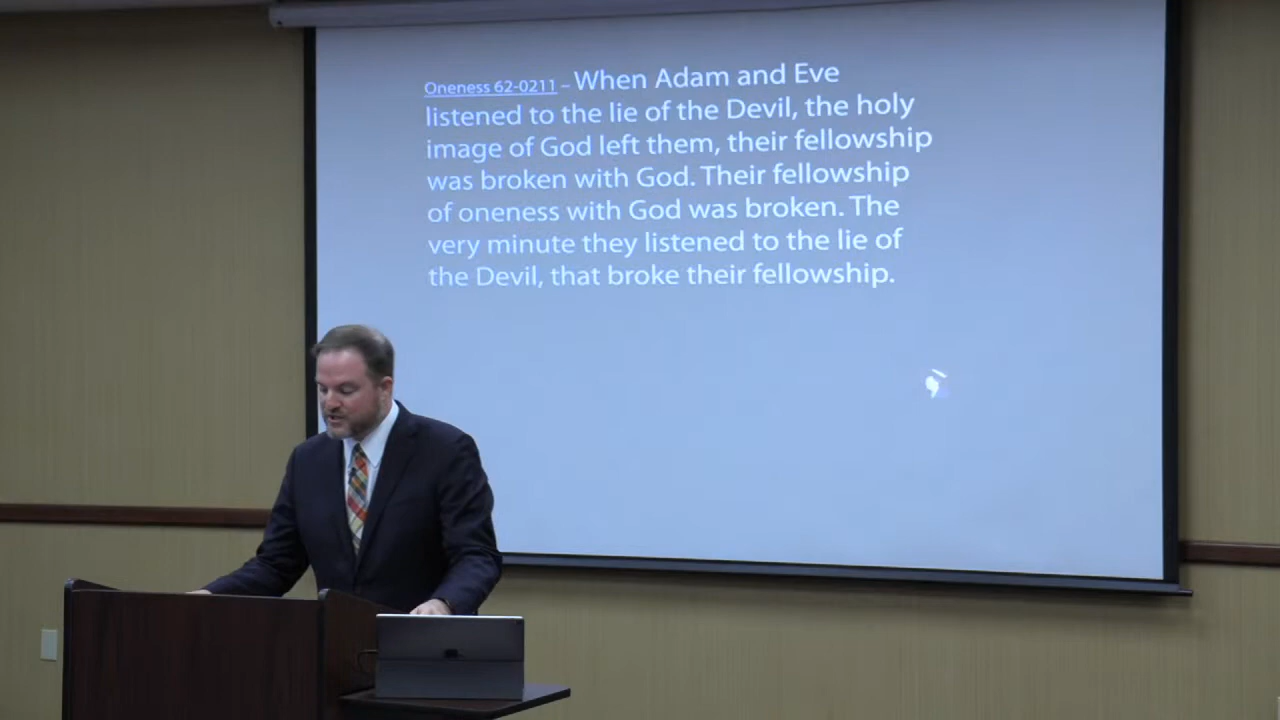 Oneness 62-0211 – When Adam and Eve
listened to the lie of the Devil, the holy
image of God left them, their fellowship
was broken with God. Their fellowship
of oneness with God was broken. The
very minute they listened to the lie of
the Devil, that broke their fellowship.